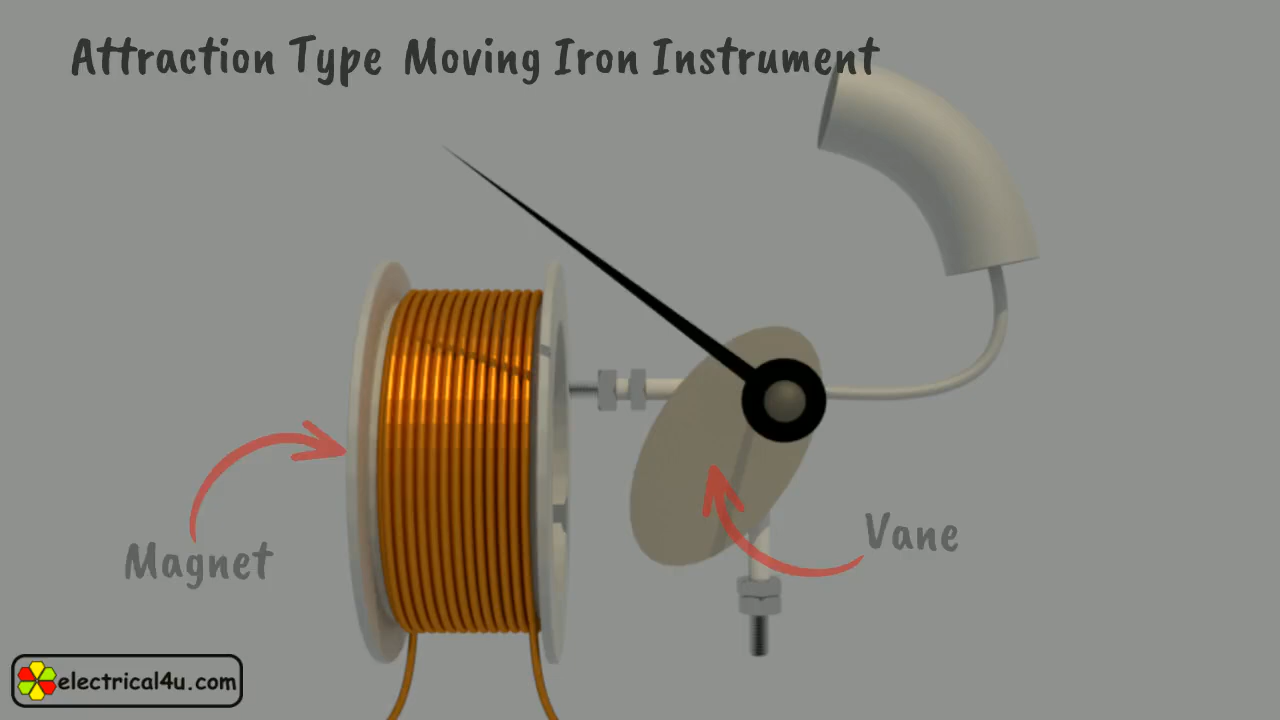 Attraction Type Moving Iron Instrument
Magnet
Vane
electrical4u.com